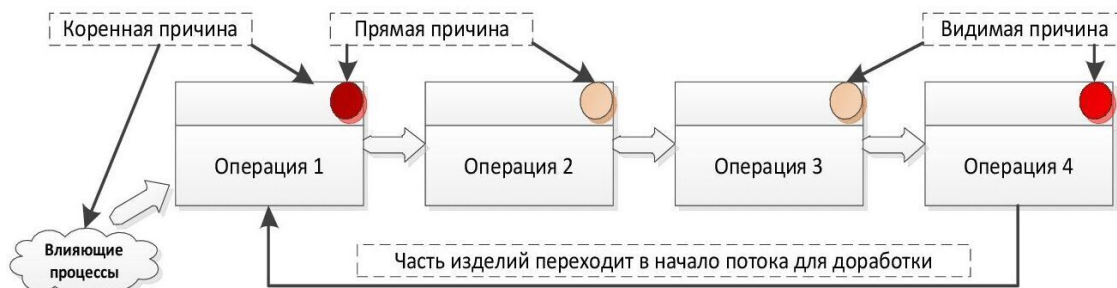 Коренная причина
Прямая причина
Видимая причина
Операция 1
Операция 2
Операция 3
Операция 4
Влияющие
процессы
Часть изделий переходит в начало потока для доработки